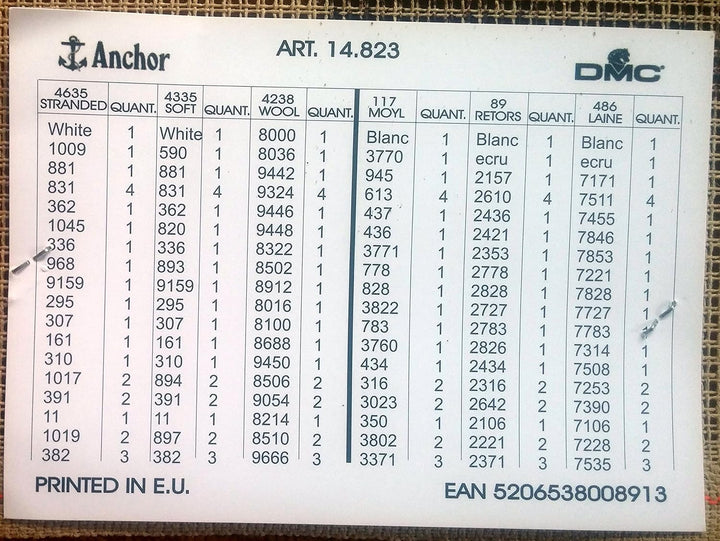 Anchor ART. 14.823 DMC
4635 STRANDED QUANT. 4335 SOFT QUANT. 4238 WOOL QUANT. 117 MOYL QUANT. 89 RETORS QUANT. 486 LAINE QUANT.
White 1 White 1 8000 1 Blanc 1 Blanc 1 Blanc 1
1009 1 590 1 8036 1 3770 1 ecru 1 ecru 1
881 1 881 1 9442 1 945 1 2157 1 7171 1
831 4 831 4 9324 4 613 4 2610 4 7511 4
362 1 362 1 9446 1 437 1 2436 1 7455 1
1045 1 820 1 9448 1 436 1 2421 1 7846 1
336 1 336 1 8322 1 3771 1 2353 1 7853 1
968 1 893 1 8502 1 778 1 2778 1 7221 1
9159 1 9159 1 8912 1 828 1 2828 1 7828 1
295 1 295 1 8016 1 3822 1 2727 1 7727 1
307 1 307 1 8100 1 783 1 2783 1 7783
161 1 161 1 8688 1 3760 1 2826 1 7314 1
310 1 310 1 9450 1 434 1 2434 1 7508 1
1017 2 894 2 8506 2 316 2 2316 2 7253 2
391 2 391 2 9054 2 3023 2 2642 2 7390 2
11 1 11 1 8214 1 350 1 2106 1 7106 1
1019 2 897 2 8510 2 3802 2 2221 2 7228 2
382 3 382 3 9666 3 3371 3 2371 3 7535 3
PRINTED IN E.U. EAN 5206538008913